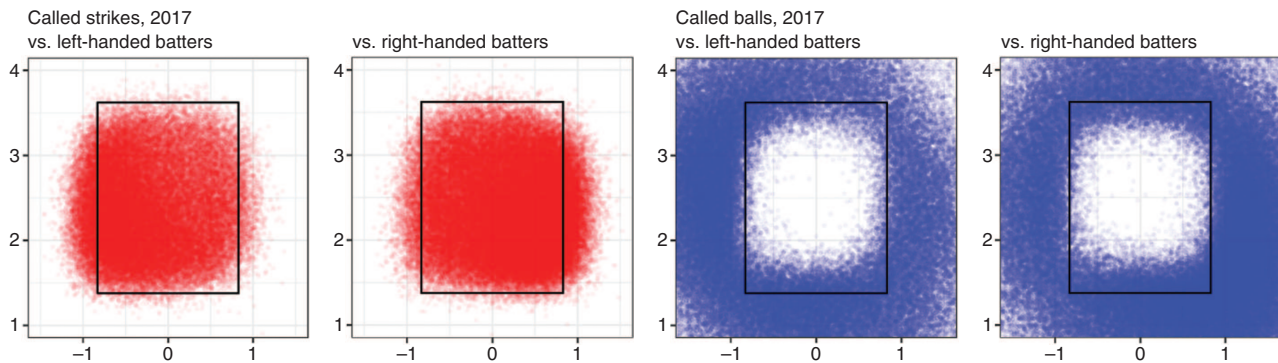 Called strikes, 2017
vs. left-handed batters
vs. right-handed batters
Called balls, 2017
vs. left-handed batters
vs. right-handed batters
4
3
2
1
–1 0 1
4
3
2
1
–1 0 1
4
3
2
1
–1 0 1
4
3
2
1
–1 0 1